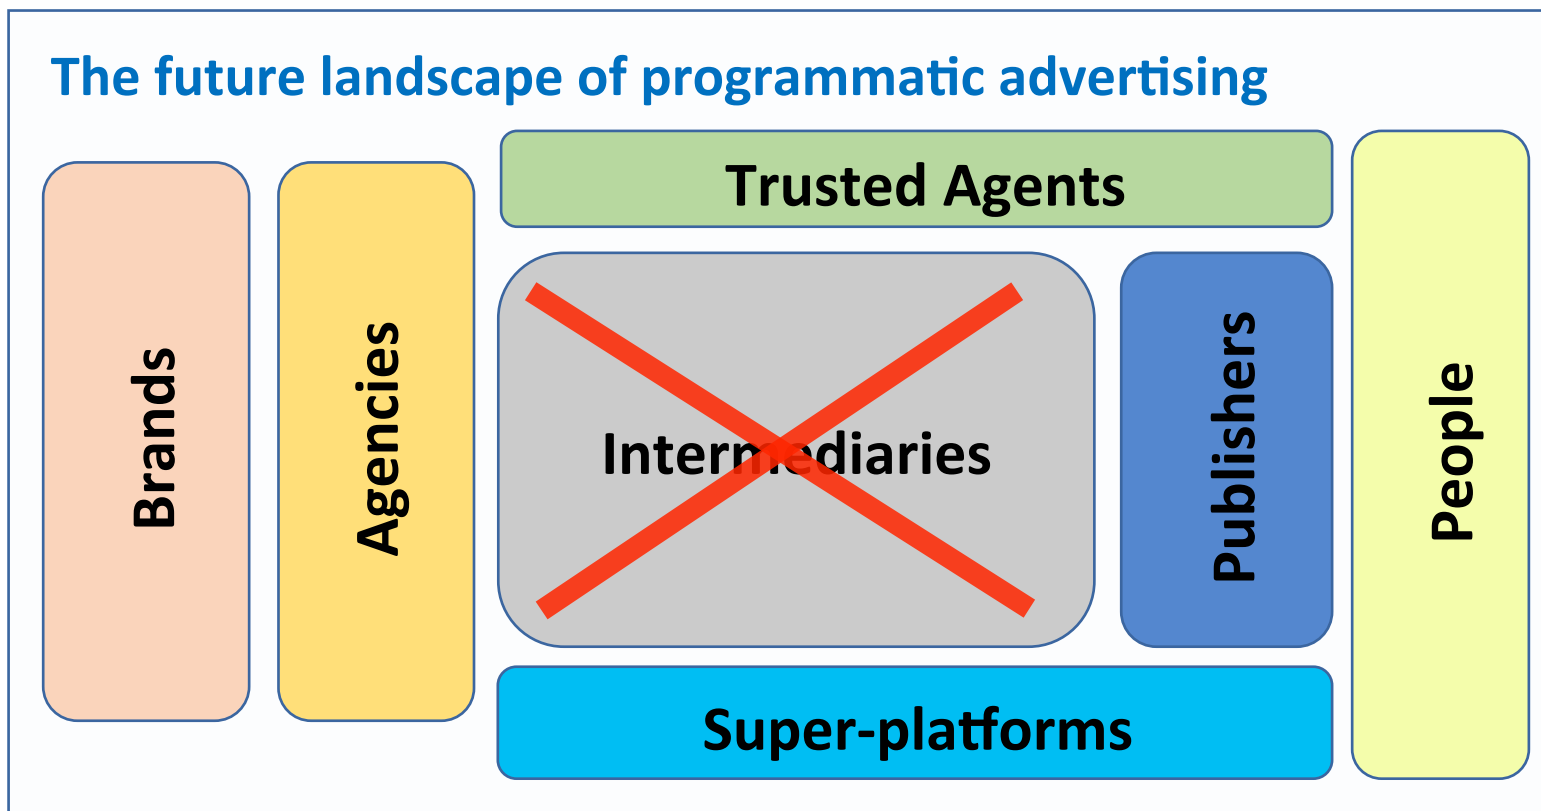 The future landscape of programmatic advertising
Brands
Agencies
Trusted Agents
Intermediaries
Publishers
Super-platforms
People